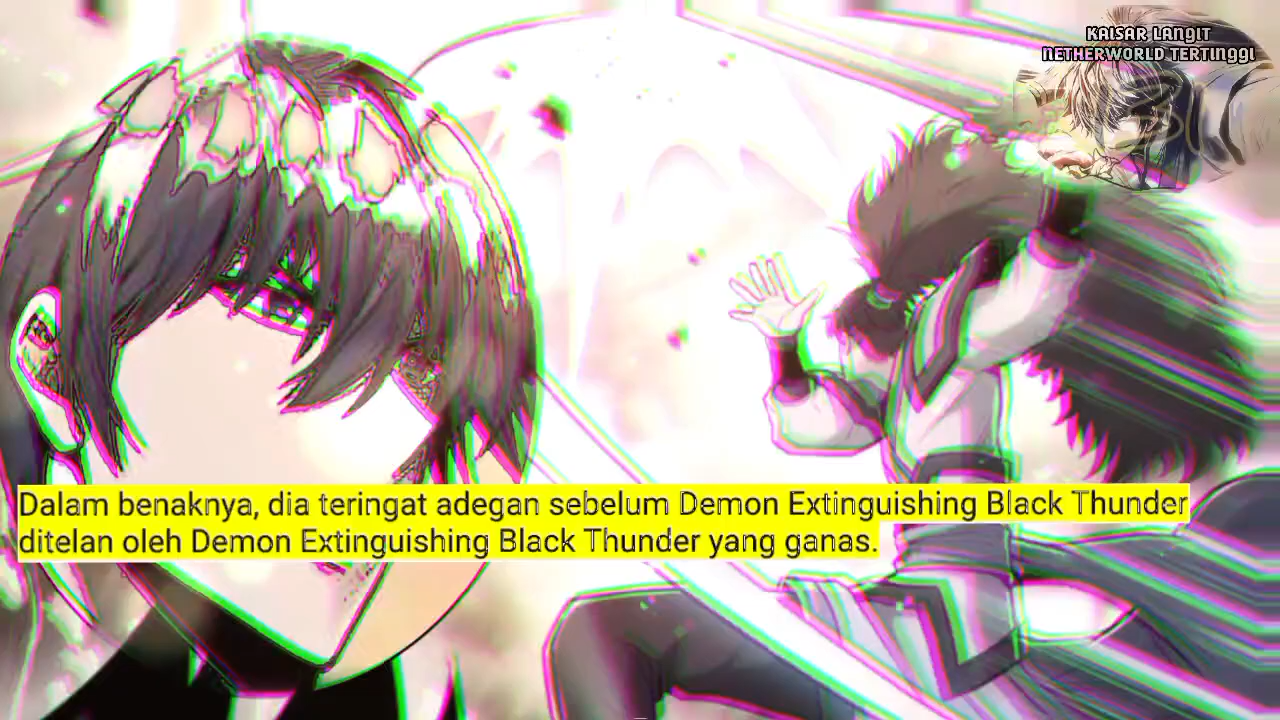 KAISAR LANGIT
NETHERWORLD TERTINGGI
Dalam benaknya, dia teringat adegan sebelum Demon Extinguishing Black Thunder
ditelan oleh Demon Extinguishing Black Thunder yang ganas.